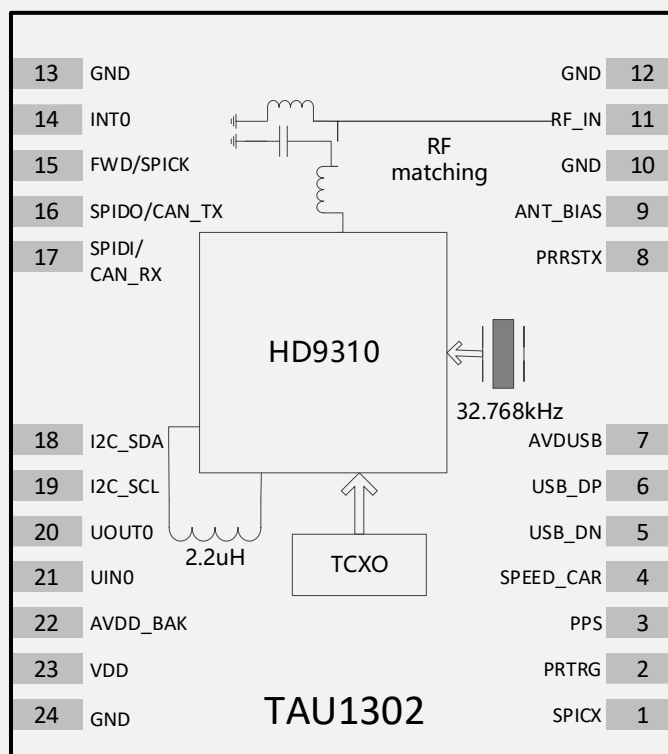 13 GND
14 INT0
15 FWD/SPICK
16 SPIDO/CAN_TX
17 SPIDI/
CAN_RX
GND 12
RF_IN 11
RF
matching
GND 10
ANT_BIAS 9
PRRSTX 8
HD9310
32.768kHz
18 I2C_SDA
19 I2C_SCL
20 UOUT0
21 UIN0
22 AVDD_BAK
23 VDD
24 GND
2.2uH
TCXO
AVDUSB 7
USB_DP 6
USB_DN 5
SPEED_CAR 4
PPS 3
PRTRG 2
SPICX 1
TAU1302